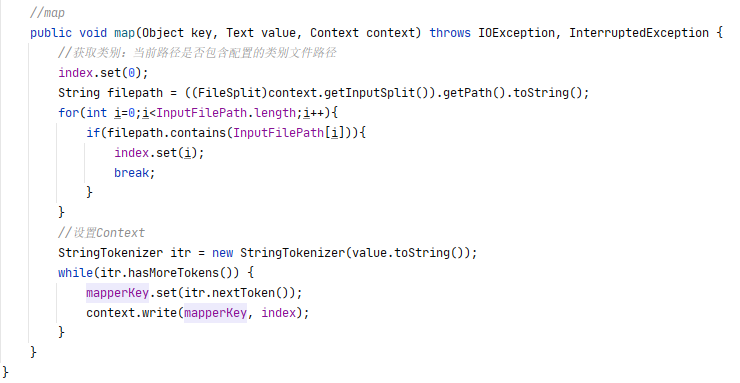 //map
public void map(Object key, Text value, Context context) throws IOException, InterruptedException {
//获取类别：当前路径是否包含配置的类别文件路径
index.set(0);
String filepath = ((FileSplit)context.getInputSplit()).getPath().toString();
for(int i=0;i<InputFilePath.length;i++){
if(filepath.contains(InputFilePath[i])){
index.set(i);
break;
}
}
//设置Context
StringTokenizer itr = new StringTokenizer(value.toString());
while(itr.hasMoreTokens()) {
mapperKey.set(itr.nextToken());
context.write(mapperKey, index);
}
}
}